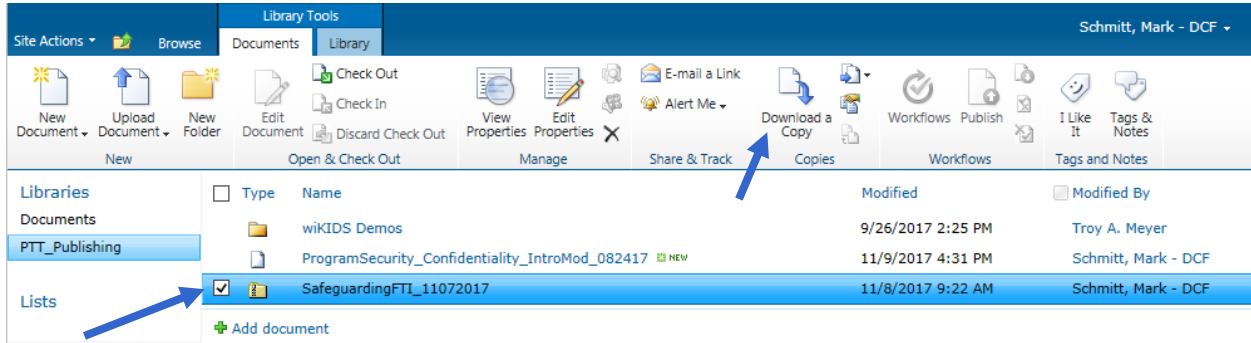 Library Tools
Schmitt, Mark - DCF
Site Actions
Browse
Documents
Library
New Document
Upload Document
New Folder
Edit Document
Check Out
Check In
Discard Check Out
View Properties
Edit Properties
E-mail a Link
Alert Me
Download a Copy
Workflows
Publish
I Like It
Tags & Notes
New
Open & Check Out
Manage
Share & Track
Copies
Workflows
Tags and Notes
Libraries
Documents
PTT_Publishing
Lists
Type Name Modified Modified By
wiKIDS Demos 9/26/2017 2:25 PM Troy A. Meyer
ProgramSecurity_Confidentiality_IntroMod_082417 NEW 11/9/2017 4:31 PM Schmitt, Mark - DCF
SafeguardingFTI_11072017 11/8/2017 9:22 AM Schmitt, Mark - DCF
Add document